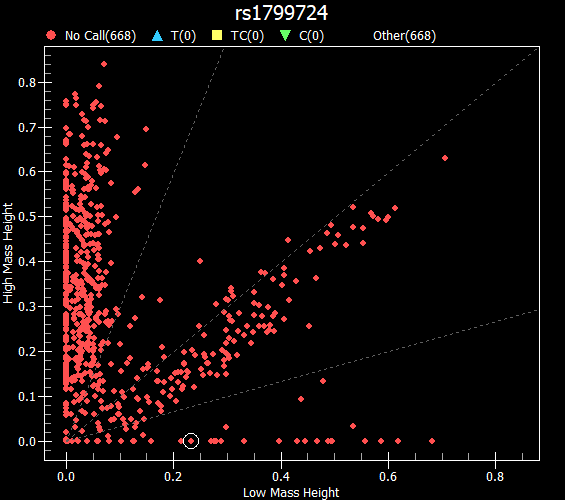 rs1799724
No Call(668) T(0) TC(0) C(0) Other(668)
High Mass Height
0.8
0.7
0.6
0.5
0.4
0.3
0.2
0.1
0.0
0.0 0.2 0.4 0.6 0.8
Low Mass Height